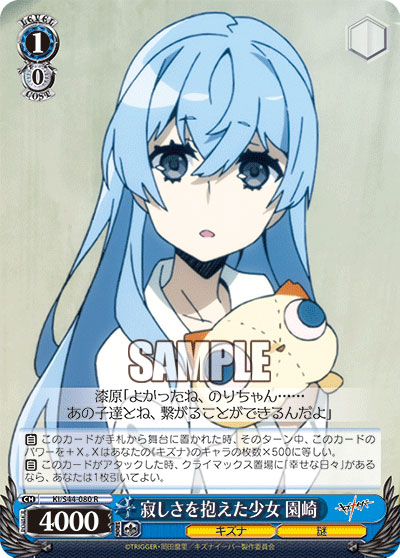 LEVEL
1
0
COST
SAMPLE
漆原「よかったね、のりちゃん……
あの子達とね、繋がることができるんだよ」
自 このカードが手札から舞台に置かれた時、そのターン中、このカードの
パワーを+X。Xはあなたの《キズナ》のキャラの枚数×500に等しい。
自 このカードがアタックした時、クライマックス置場に「幸せな日々」があるな
ら、あなたは1枚引いてよい。
CH KI/S44-080 R
4000
寂しさを抱えた少女 園崎
キズナイーバー
キズナ
謎
©TRIGGER・岡田麿里／キズナイーバー製作委員会